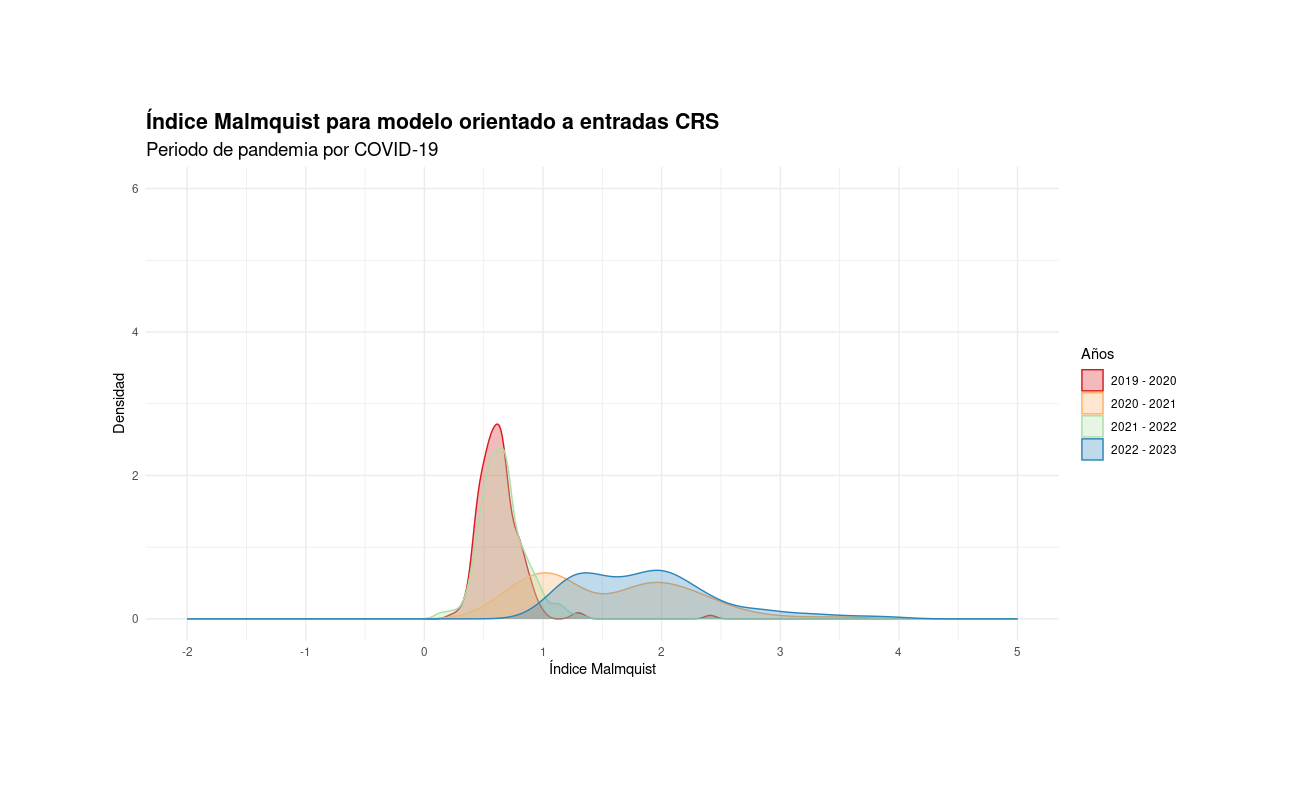 Índice Malmquist para modelo orientado a entradas CRS
Periodo de pandemia por COVID-19
6
4
2
0
Densidad
-2
-1
0
1
2
3
4
5
Índice Malmquist
Años
2019 - 2020
2020 - 2021
2021 - 2022
2022 - 2023